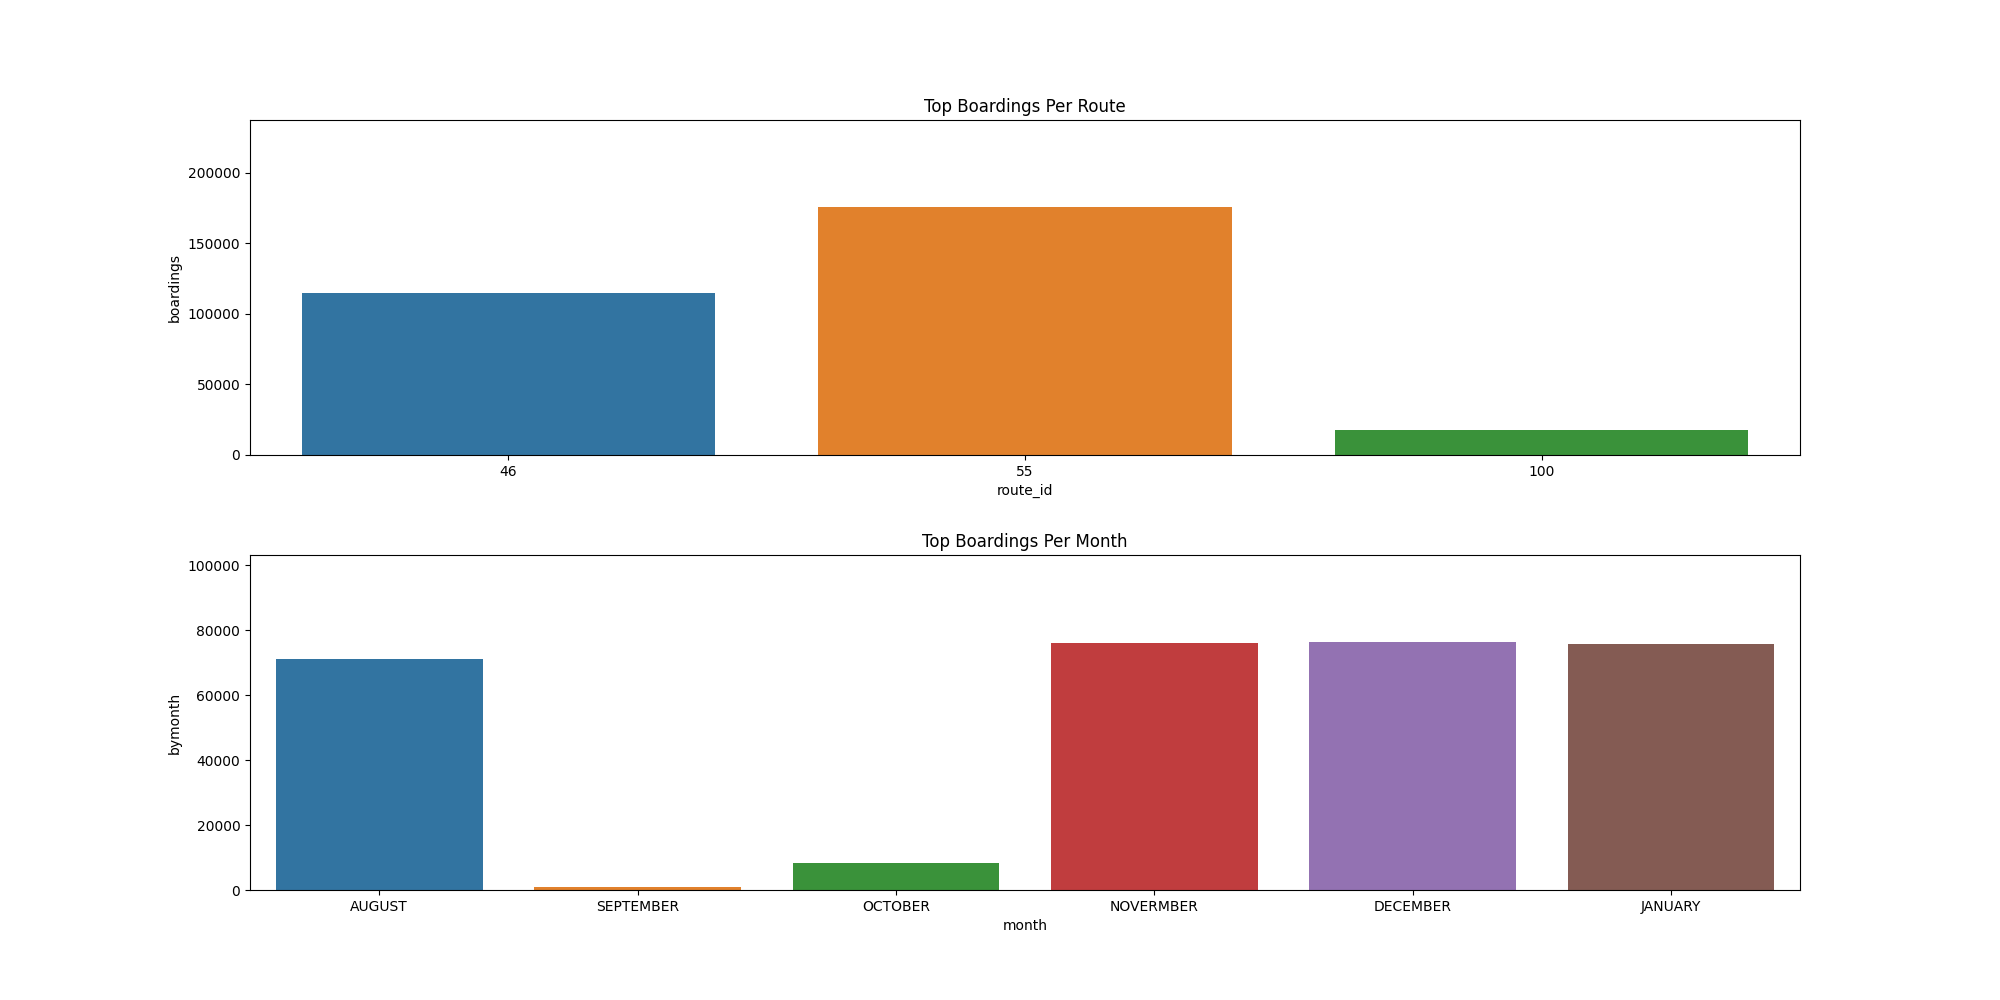 Top Boardings Per Route
200000
150000
100000
50000
0
boardings
46 55 100
route_id
Top Boardings Per Month
100000
80000
60000
40000
20000
0
bymonth
AUGUST SEPTEMBER OCTOBER NOVERMBER DECEMBER JANUARY
month